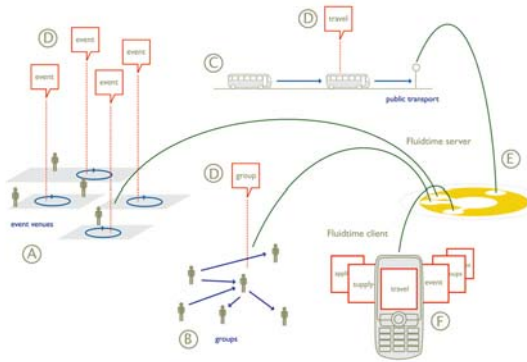 D
event
event
event
event
D
travel
C
public transport
Fluidtime server
E
D
group
event venues
A
Fluidtime client
supply
travel
event
F
B
groups